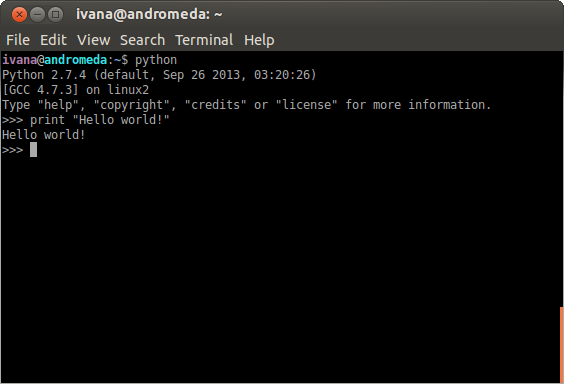 ivana@andromeda: ~
File Edit View Search Terminal Help
ivana@andromeda:~$ python
Python 2.7.4 (default, Sep 26 2013, 03:20:26)
[GCC 4.7.3] on linux2
Type "help", "copyright", "credits" or "license" for more information.
>>> print "Hello world!"
Hello world!
>>>